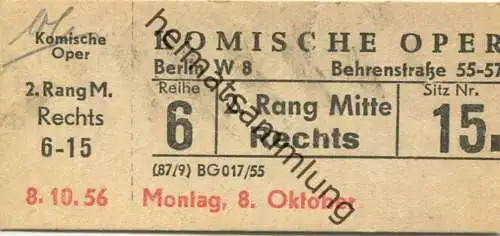 Komische
Oper
2. Rang M.
Rechts
6-15
8. 10. 56
KOMISCHE OPER
Berlin W 8 Behrenstraße 55-57
Reihe
6
2. Rang Mitte
Rechts
Sitz Nr.
15
(87/9) BG 017/55
Montag, 8. Oktober
heimatsammlung